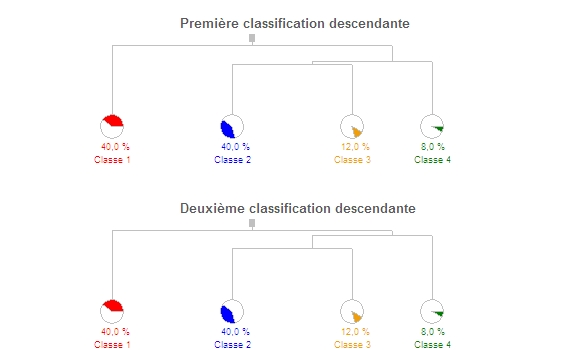 Première classification descendante
40,0 % 40,0 % 12,0 % 8,0 %
Classe 1 Classe 2 Classe 3 Classe 4
Deuxième classification descendante
40,0 % 40,0 % 12,0 % 8,0 %
Classe 1 Classe 2 Classe 3 Classe 4